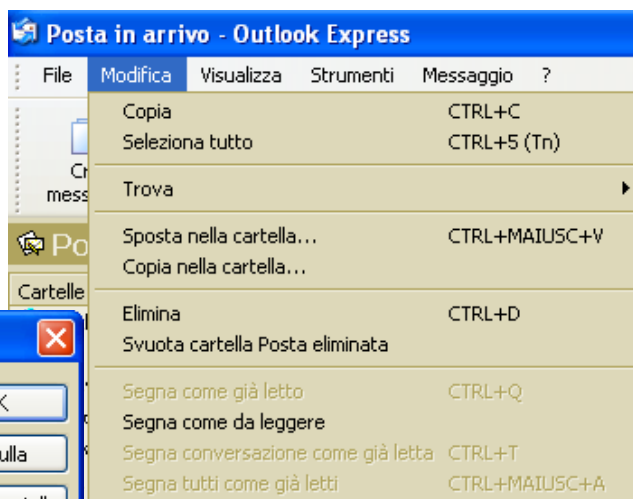 Posta in arrivo - Outlook Express
File Modifica Visualizza Strumenti Messaggio ?
Copia CTRL+C
Seleziona tutto CTRL+5 (Tn)
Trova
Sposta nella cartella... CTRL+MAIUSC+V
Copia nella cartella...
Cartelle
Elimina CTRL+D
Svuota cartella Posta eliminata
Segna come già letto CTRL+Q
Segna come da leggere
Segna conversazione come già letta CTRL+T
Segna tutti come già letti CTRL+MAIUSC+A